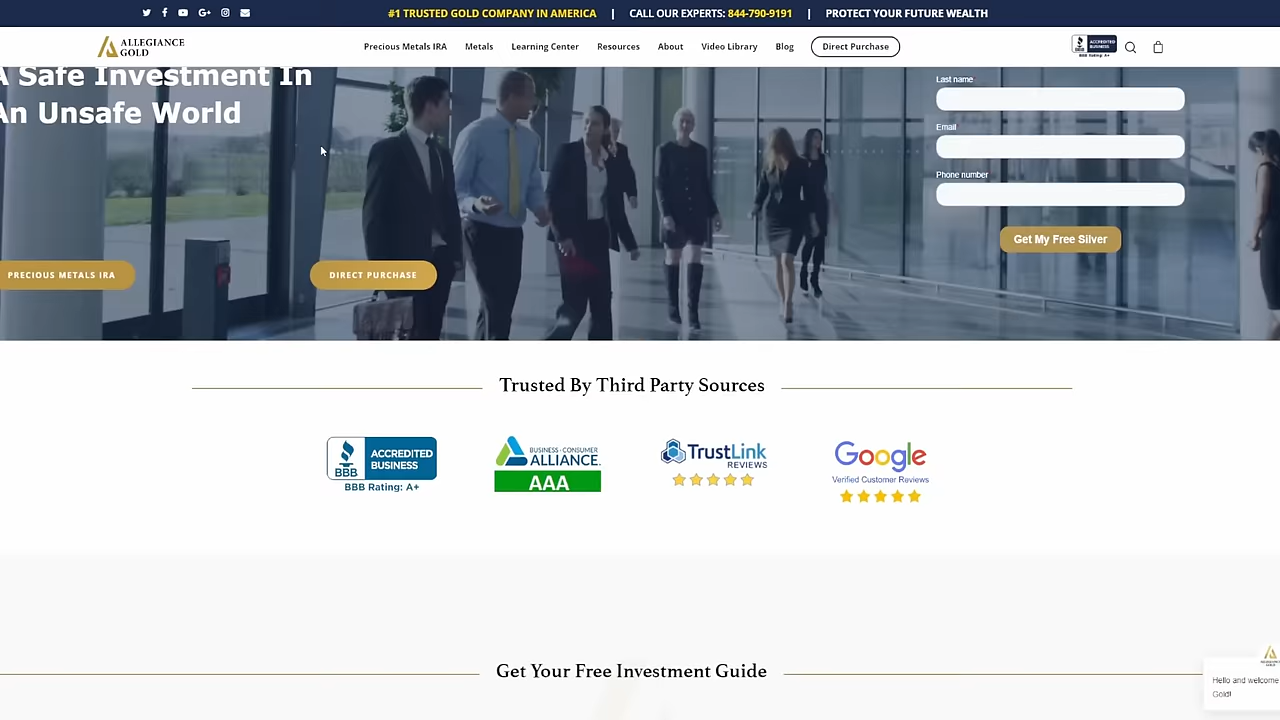 #1 TRUSTED GOLD COMPANY IN AMERICA | CALL OUR EXPERTS: 844-790-9191 | PROTECT YOUR FUTURE WEALTH
ALLEGIANCE
GOLD
Precious Metals IRA Metals Learning Center Resources About Video Library Blog Direct Purchase
BBB ACCREDITED
BUSINESS
BBB Rating: A+
A Safe Investment In
An Unsafe World
PRECIOUS METALS IRA
DIRECT PURCHASE
Last name
Email
Phone number
Get My Free Silver
Trusted By Third Party Sources
BBB
ACCREDITED
BUSINESS
BBB Rating: A+
BUSINESS CONSUMER
ALLIANCE.
AAA
TrustLink
REVIEWS
Google
Verified Customer Reviews
Get Your Free Investment Guide
Hello and welcome
Gold!